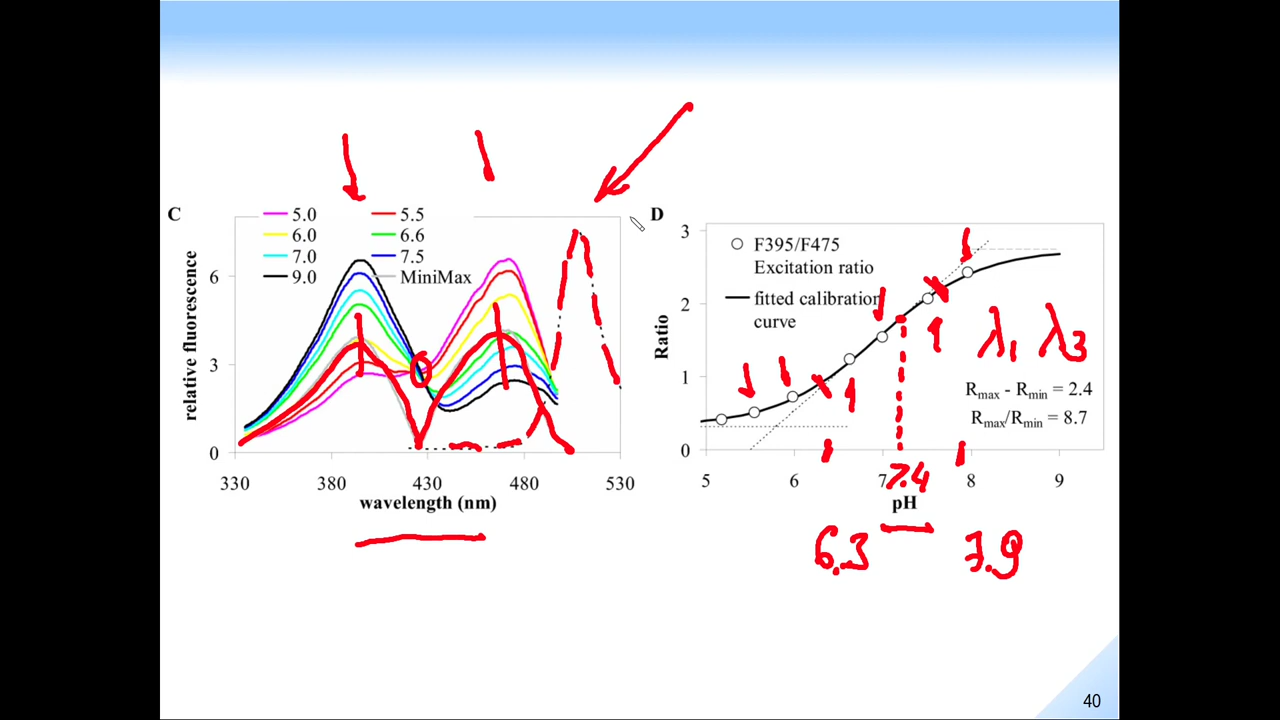 C
5.0 5.5
6.0 6.6
7.0 7.5
9.0 MiniMax
relative fluorescence
6
3
0
330 380 430 480 530
wavelength (nm)
D
3
2
1
0
Ratio
F395/F475
Excitation ratio
fitted calibration
curve
λ1 λ3
Rmax - Rmin = 2.4
Rmax/Rmin = 8.7
5 6 7 8 9
7.4
pH
6.3 — 7.9
40